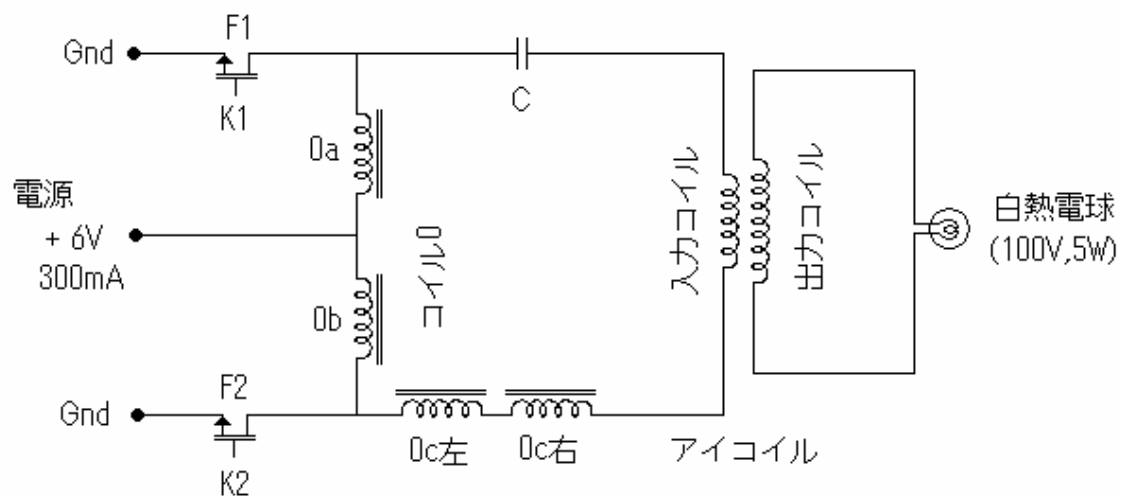 F1
Gnd
K1
C
0a
電源
+ 6V
300mA
コイル0
入力コイル
出力コイル
白熱電球
(100V,5W)
0b
F2
Gnd
K2
0c左
0c右
アイコイル